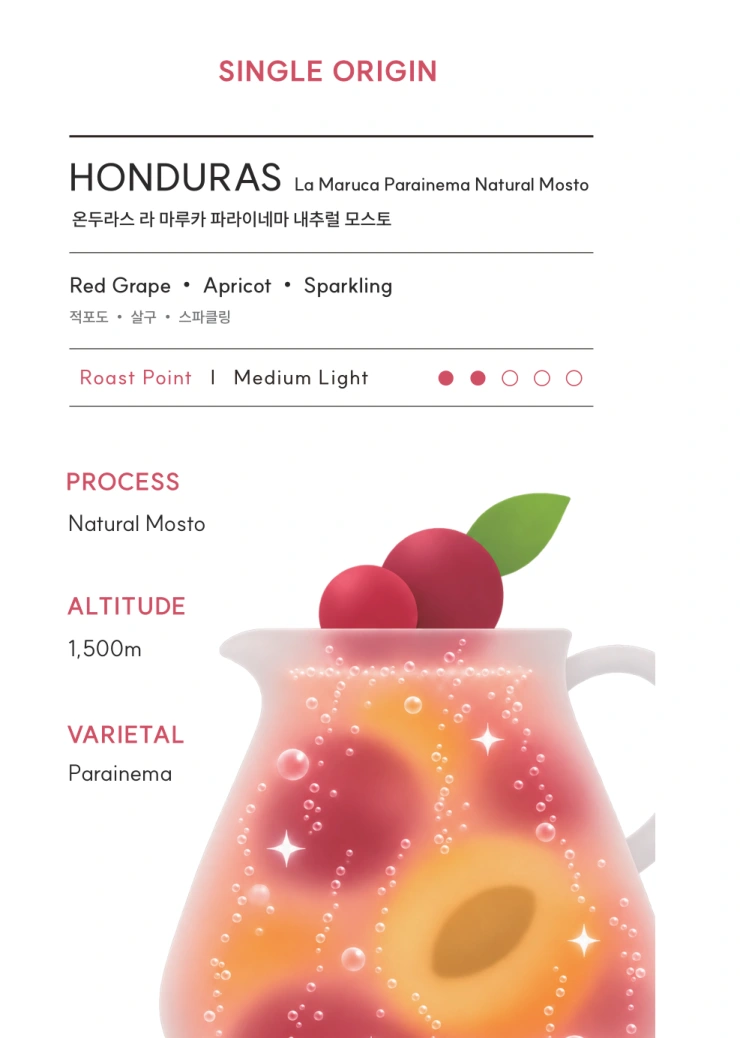 SINGLE ORIGIN
HONDURAS La Maruca Parainema Natural Mosto
온두라스 라 마루카 파라이네마 내추럴 모스토
Red Grape • Apricot • Sparkling
적포도 • 살구 • 스파클링
Roast Point | Medium Light
PROCESS
Natural Mosto
ALTITUDE
1,500m
VARIETAL
Parainema